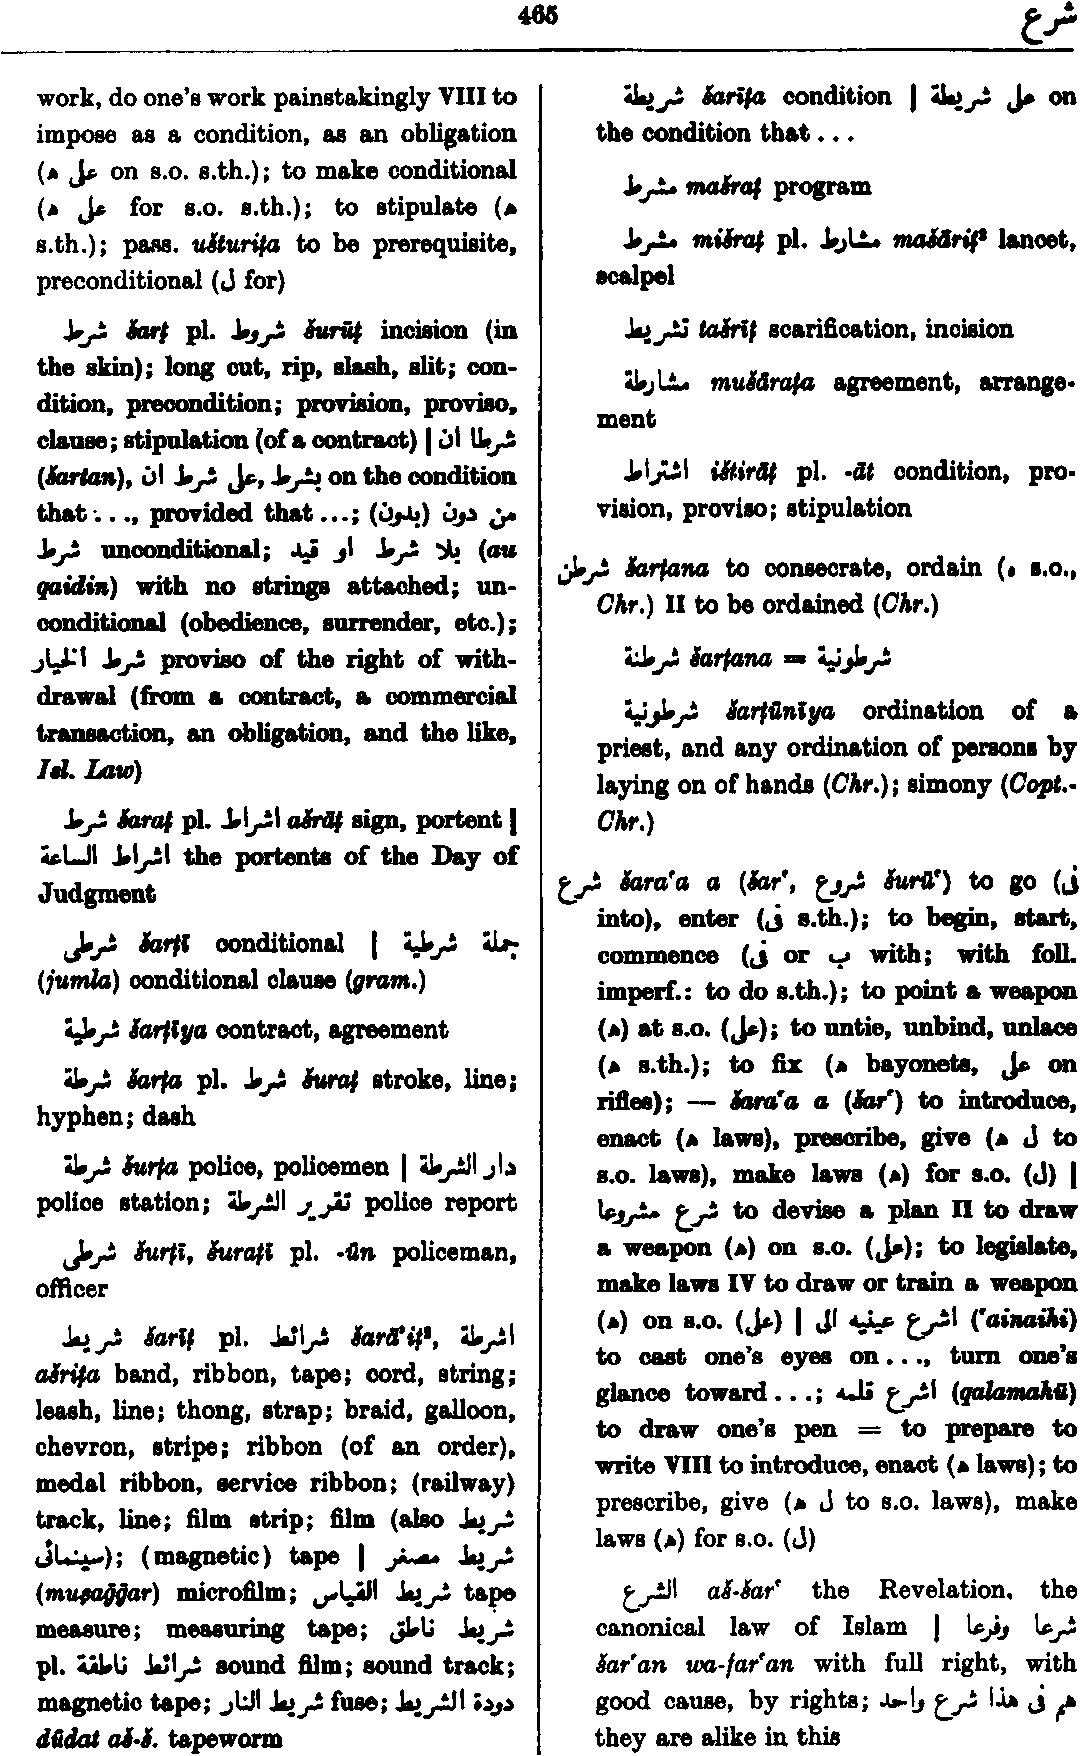 465
شرع
work, do one's work painstakingly VIII to
impose as a condition, as an obligation
(ه على on s.o. s.th.); to make conditional
(ه على for s.o. s.th.); to stipulate (ه
s.th.); pass. ušturiṭa to be prerequisite,
preconditional (ل for)
شرط šarṭ pl. شروط šurūṭ incision (in
the skin); long cut, rip, slash, slit; con-
dition, precondition; provision, proviso,
clause; stipulation (of a contract) | شرطا ان
(šarṭan), بشرط, على شرط ان on the condition
that . . ., provided that ...; من دون (بدون)
شرط unconditional; بلا شرط او قيد (au
qaidin) with no strings attached; un-
conditional (obedience, surrender, etc.);
شرط الخيار proviso of the right of with-
drawal (from a contract, a commercial
transaction, an obligation, and the like,
Isl. Law)
شرط šaraṭ pl. اشراط ašrāṭ sign, portent |
اشراط الساعة the portents of the Day of
Judgment
شرطى šarṭī conditional | جملة شرطية
(jumla) conditional clause (gram.)
شرطية šarṭīya contract, agreement
شرطة šarṭa pl. شرط šuraṭ stroke, line;
hyphen; dash
شرطة šurṭa police, policemen | دار الشرطة
police station; تقرير الشرطة police report
شرطى šurṭī, šuraṭī pl. -ūn policeman,
officer
شريط šarīṭ pl. شرائط šarā'iṭ², اشرطة
ašriṭa band, ribbon, tape; cord, string;
leash, line; thong, strap; braid, galloon,
chevron, stripe; ribbon (of an order),
medal ribbon, service ribbon; (railway)
track, line; film strip; film (also شريط
سينمائى); (magnetic) tape | شريط مصغر
(muṣaḡḡar) microfilm; شريط القياس tape
measure; measuring tape; شريط ناطق
pl. شرائط ناطقة sound film; sound track;
magnetic tape; شريط النار fuse; دودة الشريط
dūdat aš-š. tapeworm
شريطة šarīṭa condition | على شريطة on
the condition that . . .
مشرط mašraṭ program
مشرط mišraṭ pl. مشارط mašāriṭ² lancet,
scalpel
تشريط tašrīṭ scarification, incision
مشارطة mušāraṭa agreement, arrange-
ment
اشتراط ištirāṭ pl. -āt condition, pro-
vision, proviso; stipulation
شرطن šarṭana to consecrate, ordain (ه s.o.,
Chr.) II to be ordained (Chr.)
شرطنة šarṭana = شرطونية
شرطونية šarṭūnīya ordination of a
priest, and any ordination of persons by
laying on of hands (Chr.); simony (Copt.-
Chr.)
شرع šara'a a (šar', شروع šurū') to go (فى
into), enter (فى s.th.); to begin, start,
commence (فى or ب with; with foll.
imperf.: to do s.th.); to point a weapon
(ه) at s.o. (على); to untie, unbind, unlace
(ه s.th.); to fix (ه bayonets, على on
rifles); — šara'a a (šar') to introduce,
enact (ه laws), prescribe, give (ه ل to
s.o. laws), make laws (ه) for s.o. (ل) |
شرع مشروعا to devise a plan II to draw
a weapon (ه) on s.o. (على); to legislate,
make laws IV to draw or train a weapon
(ه) on s.o. (على) | اشرع عينيه الى ('ainaihi)
to cast one's eyes on . . ., turn one's
glance toward . . .; اشرع قلمه (qalamahū)
to draw one's pen = to prepare to
write VIII to introduce, enact (ه laws); to
prescribe, give (ه ل to s.o. laws), make
laws (ه) for s.o. (ل)
الشرع aš-šar' the Revelation, the
canonical law of Islam | شرعا وفرعا
šar'an wa-far'an with full right, with
good cause, by rights; هم فى هذا شرع واحد
they are alike in this